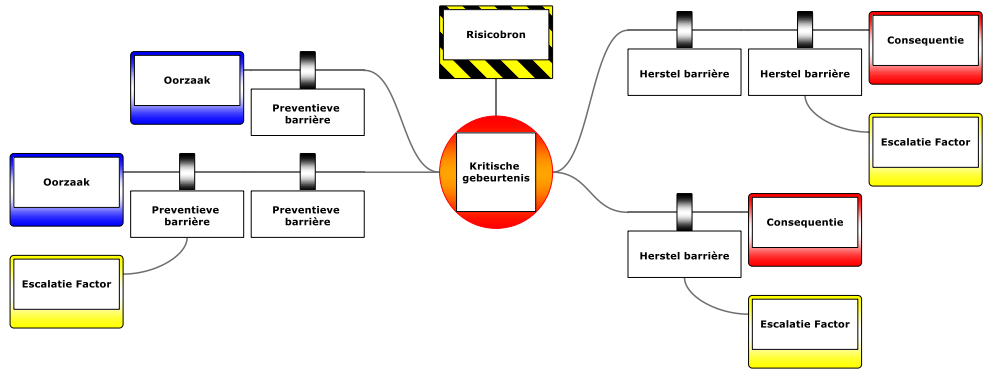 Risicobron
Consequentie
Oorzaak
Herstel barrière
Herstel barrière
Preventieve
barrière
Escalatie Factor
Kritische
gebeurtenis
Oorzaak
Preventieve
barrière
Preventieve
barrière
Consequentie
Herstel barrière
Escalatie Factor
Escalatie Factor